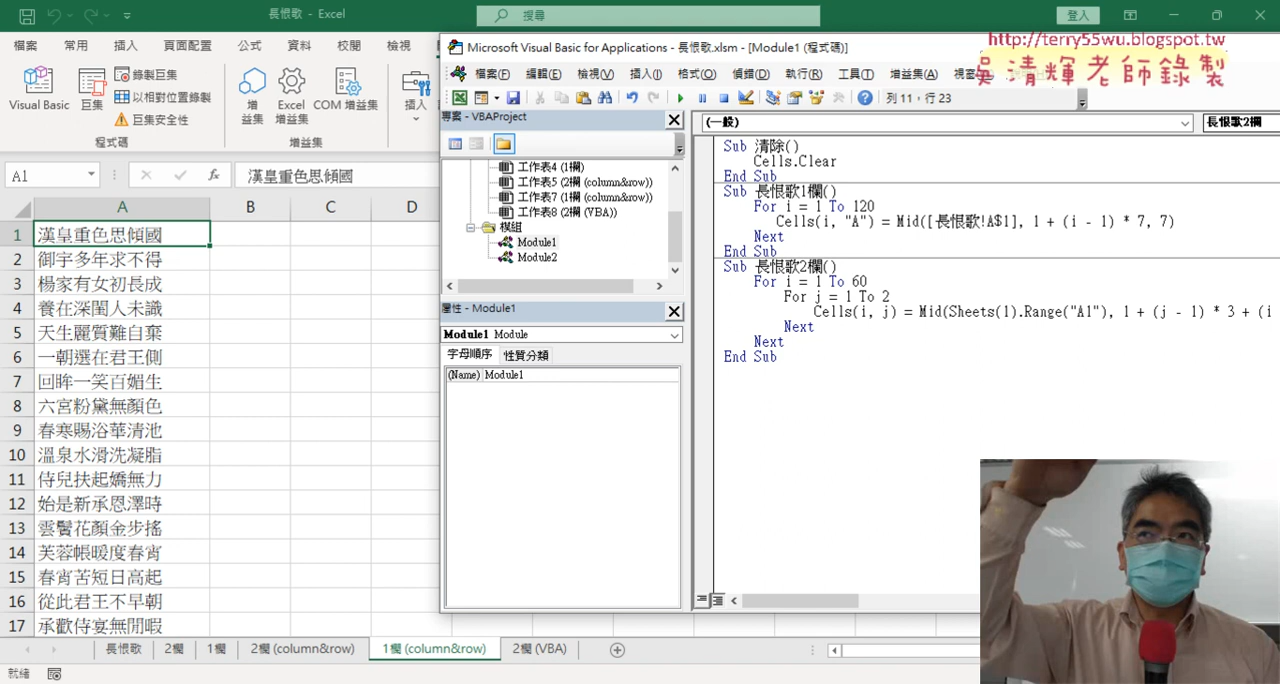 長恨歌 - Excel
搜尋
登入
檔案 常用 插入 頁面配置 公式 資料 校閱 檢視
Visual Basic
巨集
錄製巨集
以相對位置錄製
巨集安全性
程式碼
增益集
Excel 增益集
COM 增益集
增益集
插入
A1
fx
漢皇重色思傾國
A B C D
1 漢皇重色思傾國
2 御宇多年求不得
3 楊家有女初長成
4 養在深閨人未識
5 天生麗質難自棄
6 一朝選在君王側
7 回眸一笑百媚生
8 六宮粉黛無顏色
9 春寒賜浴華清池
10 溫泉水滑洗凝脂
11 侍兒扶起嬌無力
12 始是新承恩澤時
13 雲鬢花顏金步搖
14 芙蓉帳暖度春宵
15 春宵苦短日高起
16 從此君王不早朝
17 承歡侍宴無閒暇
長恨歌 2欄 1欄 2欄 (column&row) 1欄 (column&row) 2欄 (VBA)
就緒
Microsoft Visual Basic for Applications - 長恨歌.xlsm - [Module1 (程式碼)]
http://terry55wu.blogspot.tw
吳清輝老師錄製
檔案(F) 編輯(E) 檢視(V) 插入(I) 格式(O) 偵錯(D) 執行(R) 工具(T) 增益集(A)
列 11，行 23
專案 - VBAProject
工作表4 (1欄)
工作表5 (2欄 (column&row))
工作表7 (1欄 (column&row))
工作表8 (2欄 (VBA))
模組
Module1
Module2
屬性 - Module1
Module1 Module
字母順序 性質分類
(Name) Module1
(一般)
長恨歌2欄
Sub 清除()
Cells.Clear
End Sub
Sub 長恨歌1欄()
For i = 1 To 120
Cells(i, "A") = Mid([長恨歌!A$1], 1 + (i - 1) * 7, 7)
Next
End Sub
Sub 長恨歌2欄()
For i = 1 To 60
For j = 1 To 2
Cells(i, j) = Mid(Sheets(1).Range("A1"), 1 + (j - 1) * 3 + (i
Next
Next
End Sub